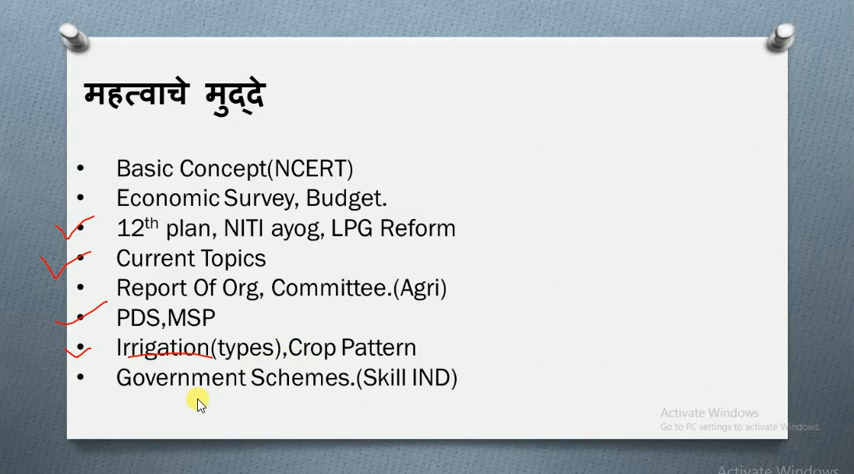 महत्वाचे मुद्दे
• Basic Concept(NCERT)
• Economic Survey, Budget.
• 12th plan, NITI ayog, LPG Reform
• Current Topics
• Report Of Org, Committee.(Agri)
• PDS,MSP
• Irrigation(types),Crop Pattern
• Government Schemes.(Skill IND)
Activate Windows
Go to PC settings to activate Windows.
Activate Windows